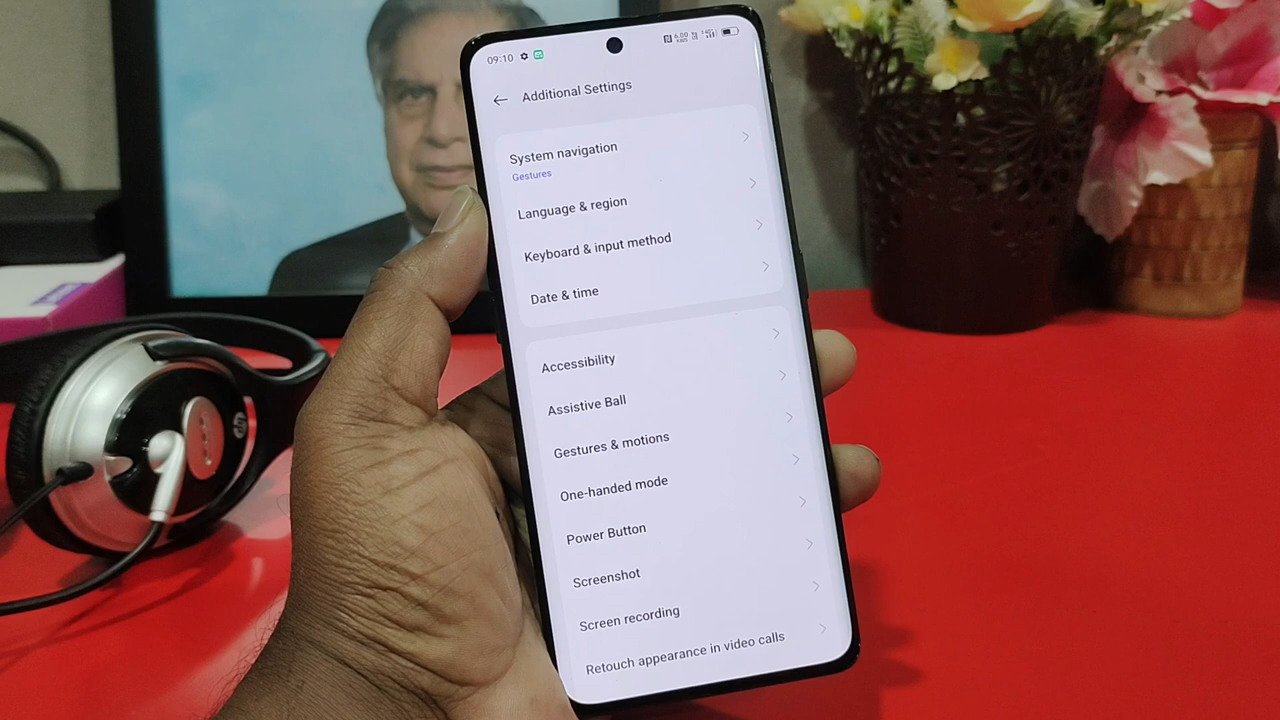 09:10
Additional Settings
System navigation
Gestures
Language & region
Keyboard & input method
Date & time
Accessibility
Assistive Ball
Gestures & motions
One-handed mode
Power Button
Screenshot
Screen recording
Retouch appearance in video calls
hp